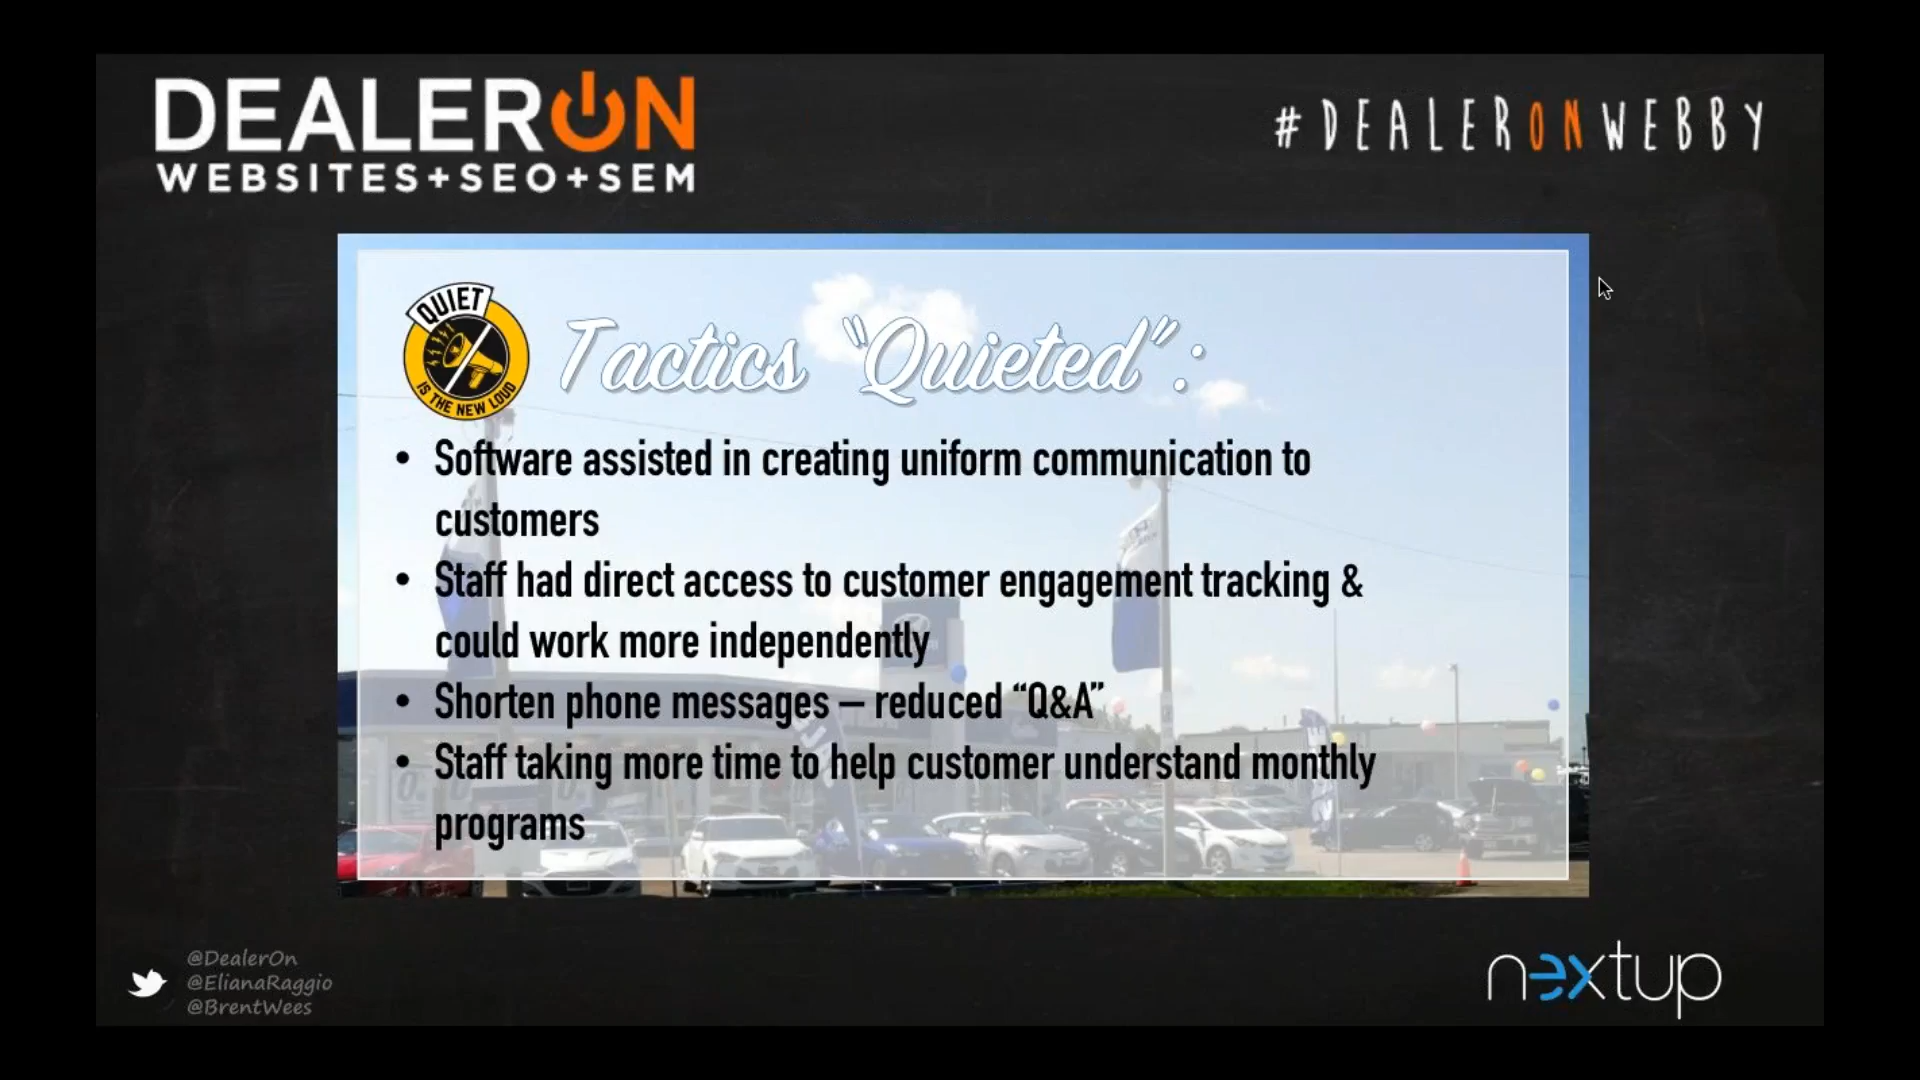 DEALERON
WEBSITES+SEO+SEM
#DEALERONWEBBY
QUIET
IS THE NEW LOUD
Tactics “Quieted”:
• Software assisted in creating uniform communication to
customers
• Staff had direct access to customer engagement tracking &
could work more independently
• Shorten phone messages – reduced “Q&A”
• Staff taking more time to help customer understand monthly
programs
@DealerOn
@ElianaRaggio
@BrentWees
nextup